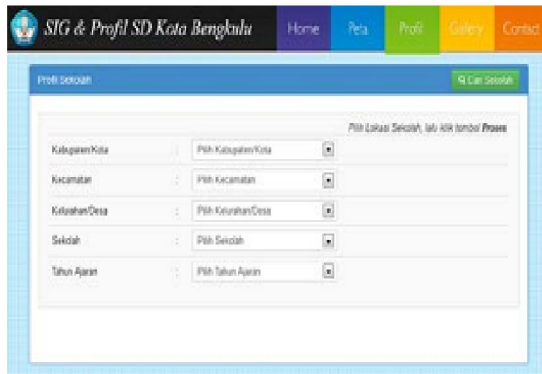 SIG & Profil SD Kota Bengkulu Home Peta Profil Gallery Contact
Profil Sekolah Cari Sekolah
Pilih Lokasi Sekolah, lalu klik tombol Proses
Kabupaten/Kota : Pilih Kabupaten/Kota
Kecamatan : Pilih Kecamatan
Kelurahan/Desa : Pilih Kelurahan/Desa
Sekolah : Pilih Sekolah
Tahun Ajaran : Pilih Tahun Ajaran